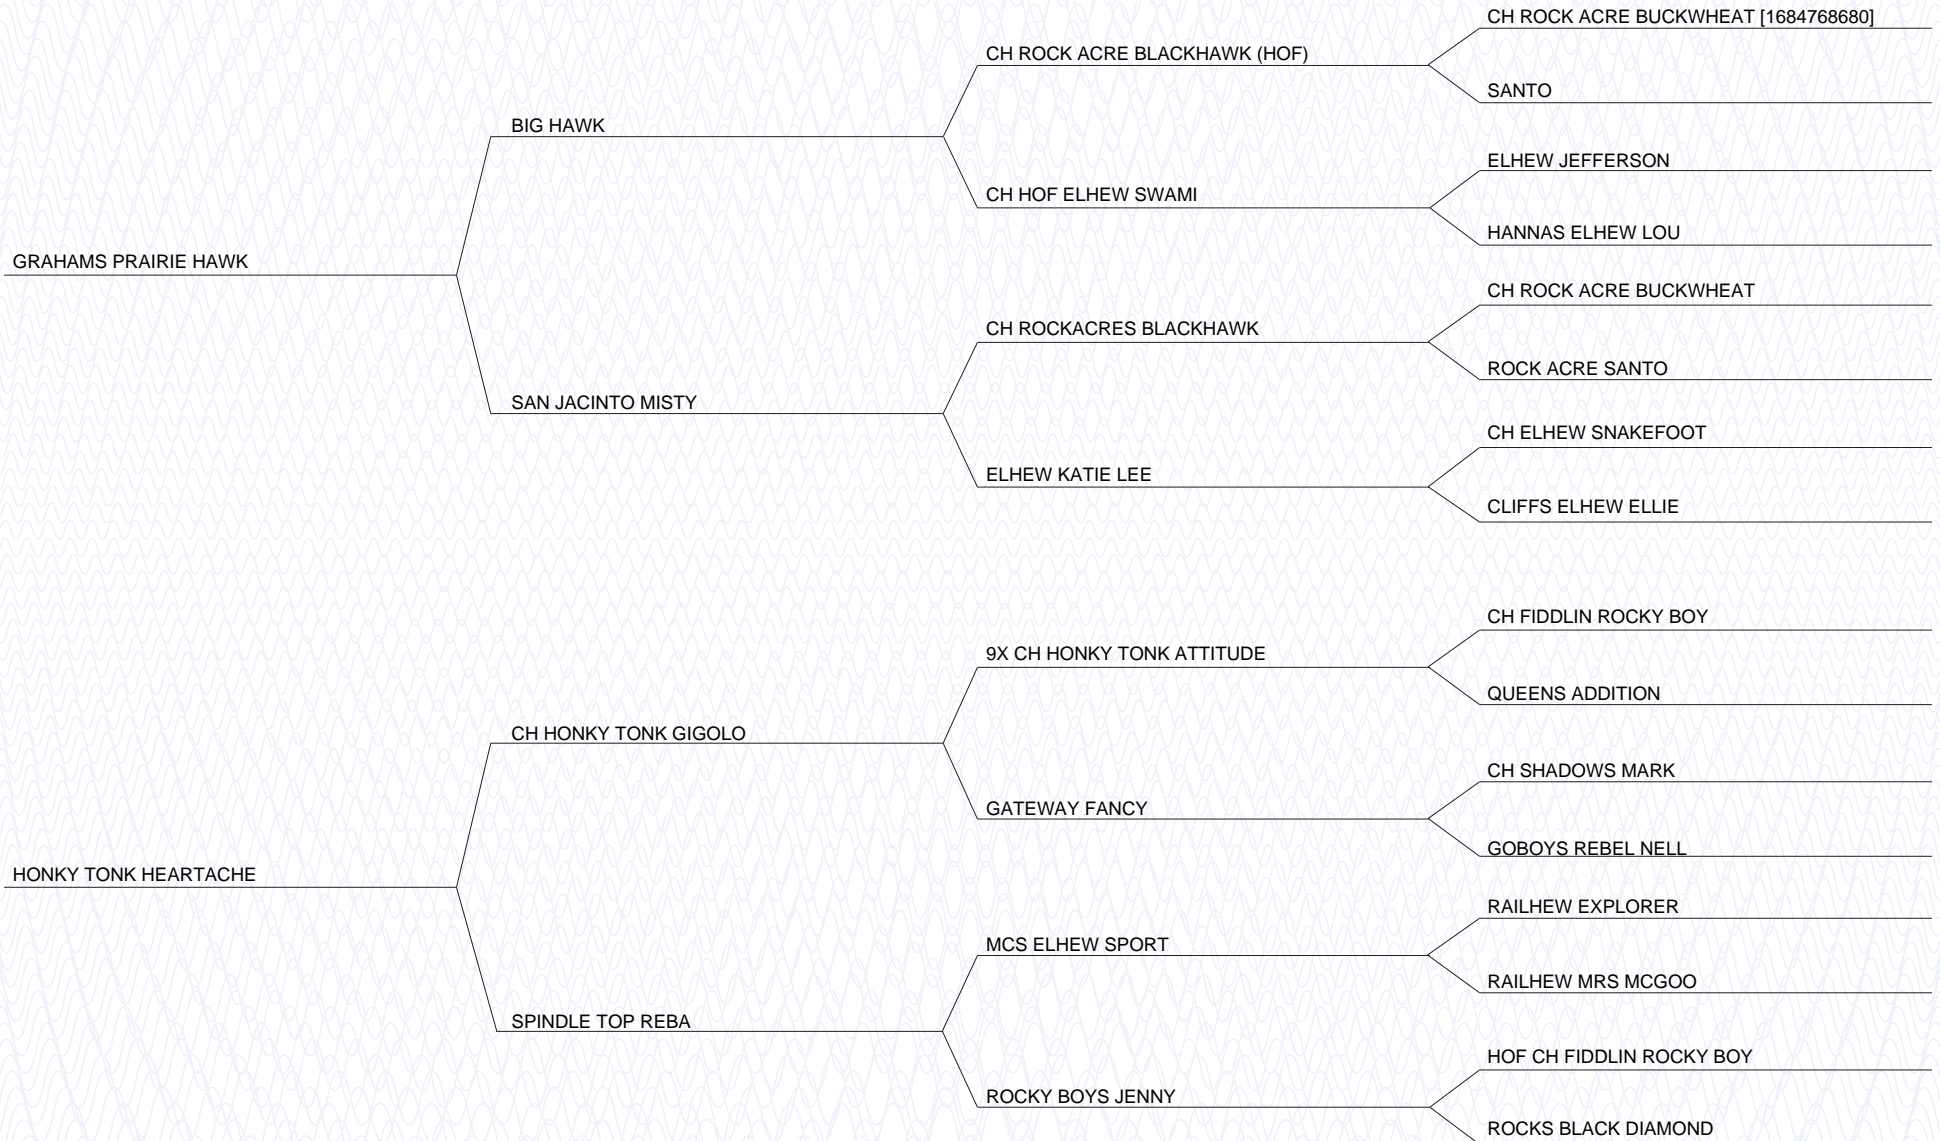 CH ROCK ACRE BUCKWHEAT [1684768680]
CH ROCK ACRE BLACKHAWK (HOF)
SANTO
BIG HAWK
ELHEW JEFFERSON
CH HOF ELHEW SWAMI
HANNAS ELHEW LOU
GRAHAMS PRAIRIE HAWK
CH ROCK ACRE BUCKWHEAT
CH ROCKACRES BLACKHAWK
ROCK ACRE SANTO
SAN JACINTO MISTY
CH ELHEW SNAKEFOOT
ELHEW KATIE LEE
CLIFFS ELHEW ELLIE
CH FIDDLIN ROCKY BOY
9X CH HONKY TONK ATTITUDE
QUEENS ADDITION
CH HONKY TONK GIGOLO
CH SHADOWS MARK
GATEWAY FANCY
GOBOYS REBEL NELL
HONKY TONK HEARTACHE
RAILHEW EXPLORER
MCS ELHEW SPORT
RAILHEW MRS MCGOO
SPINDLE TOP REBA
HOF CH FIDDLIN ROCKY BOY
ROCKY BOYS JENNY
ROCKS BLACK DIAMOND